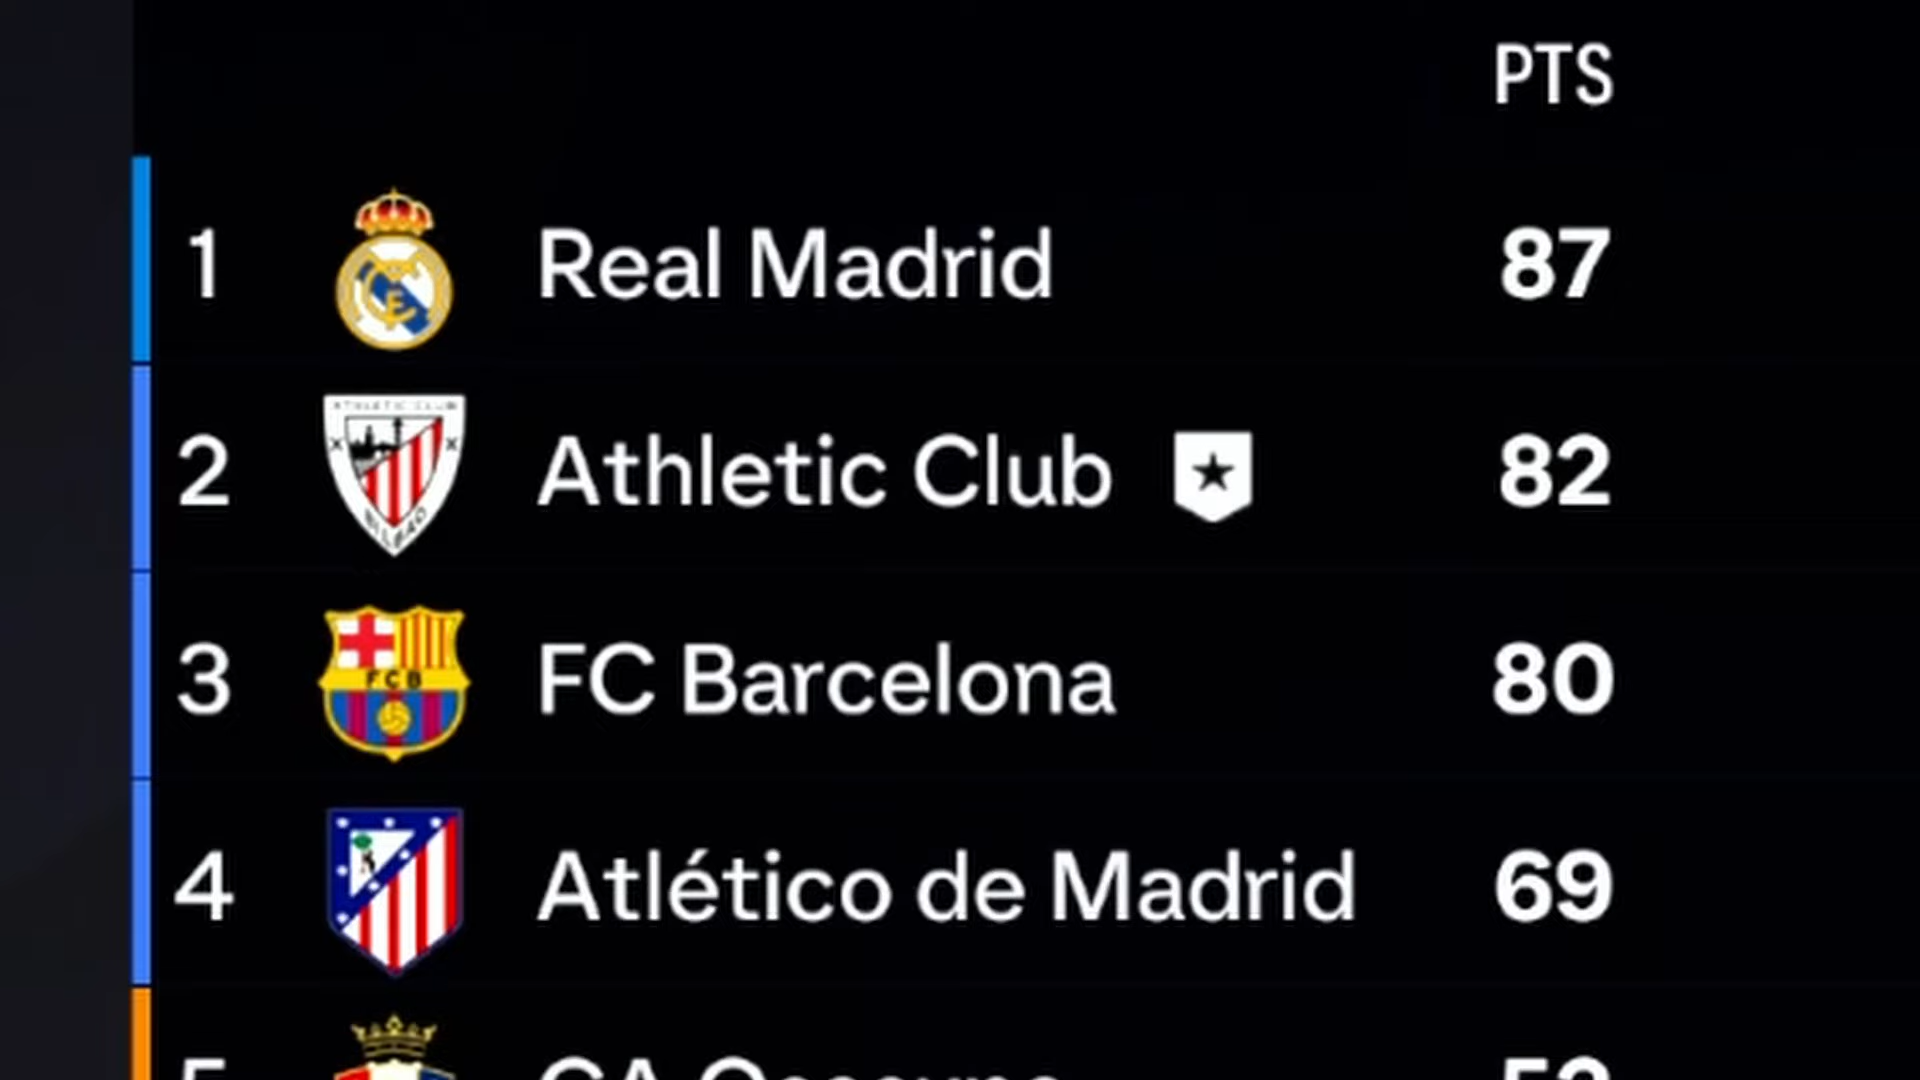 PTS
1 Real Madrid 87
2 Athletic Club 82
3 FC Barcelona 80
4 Atlético de Madrid 69